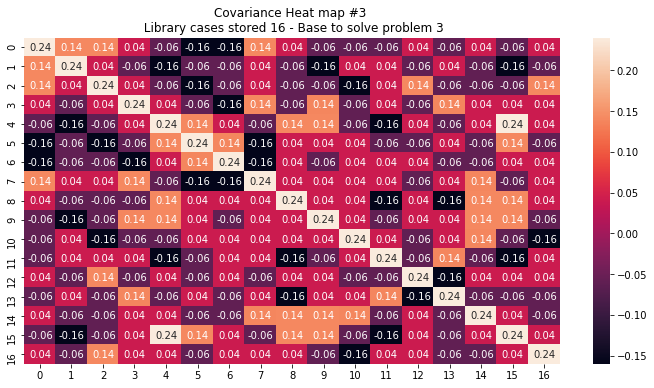 Covariance Heat map #3
Library cases stored 16 - Base to solve problem 3
0 0.24 0.14 0.14 0.04 -0.06 -0.16 -0.16 0.14 0.04 -0.06 -0.06 -0.06 0.04 -0.06 0.04 -0.06 0.04
1 0.14 0.24 0.04 -0.06 -0.16 -0.06 -0.06 0.04 -0.06 -0.16 0.04 0.04 -0.06 0.04 -0.06 -0.16 -0.06
2 0.14 0.04 0.24 0.04 -0.06 -0.16 -0.06 0.04 -0.06 -0.06 -0.16 0.04 0.14 -0.06 -0.06 -0.06 0.14
3 0.04 -0.06 0.04 0.24 0.04 -0.06 -0.16 0.14 -0.06 0.14 -0.06 0.04 -0.06 0.14 0.04 0.04 0.04
4 -0.06 -0.16 -0.06 0.04 0.24 0.14 0.04 -0.06 0.14 0.14 -0.06 -0.16 0.04 -0.06 0.04 0.24 0.04
5 -0.16 -0.06 -0.16 -0.06 0.14 0.24 0.14 -0.16 0.04 0.04 0.04 0.04 -0.06 0.04 -0.06 0.14 -0.06
6 -0.16 -0.06 -0.06 -0.16 0.04 0.14 0.24 -0.16 0.04 -0.06 0.04 0.04 0.04 -0.06 -0.06 0.04 0.04
7 0.14 0.04 0.04 0.14 -0.06 -0.16 -0.16 0.24 0.04 0.04 0.04 0.04 -0.06 0.04 0.14 -0.06 0.04
8 0.04 -0.06 -0.06 -0.06 0.14 0.04 0.04 0.04 0.24 0.04 0.04 -0.16 0.04 -0.16 0.14 0.14 0.04
9 -0.06 -0.16 -0.06 0.14 0.14 0.04 -0.06 0.04 0.04 0.24 0.04 -0.06 -0.06 0.04 0.14 0.14 -0.06
10 -0.06 0.04 -0.16 -0.06 -0.06 0.04 0.04 0.04 0.04 0.04 0.24 0.04 -0.06 0.04 0.14 -0.06 -0.16
11 -0.06 0.04 0.04 0.04 -0.16 0.04 0.04 0.04 -0.16 -0.06 0.04 0.24 -0.06 0.14 -0.06 -0.16 0.04
12 0.04 -0.06 0.14 -0.06 0.04 -0.06 0.04 -0.06 0.04 -0.06 -0.06 -0.06 0.24 -0.16 -0.06 0.04 0.04
13 -0.06 0.04 -0.06 0.14 -0.06 0.04 -0.06 0.04 -0.16 0.04 0.04 0.14 -0.16 0.24 -0.06 -0.06 -0.06
14 0.04 -0.06 -0.06 0.04 0.04 -0.06 -0.06 0.14 0.14 0.14 0.14 -0.06 -0.06 -0.06 0.24 0.04 -0.06
15 -0.06 -0.16 -0.06 0.04 0.24 0.14 0.04 -0.06 0.14 0.14 -0.06 -0.16 0.04 -0.06 0.04 0.24 0.04
16 0.04 -0.06 0.14 0.04 0.04 -0.06 0.04 0.04 0.04 -0.06 -0.16 0.04 0.04 -0.06 -0.06 0.04 0.24
0 1 2 3 4 5 6 7 8 9 10 11 12 13 14 15 16
0.20
0.15
0.10
0.05
0.00
-0.05
-0.10
-0.15